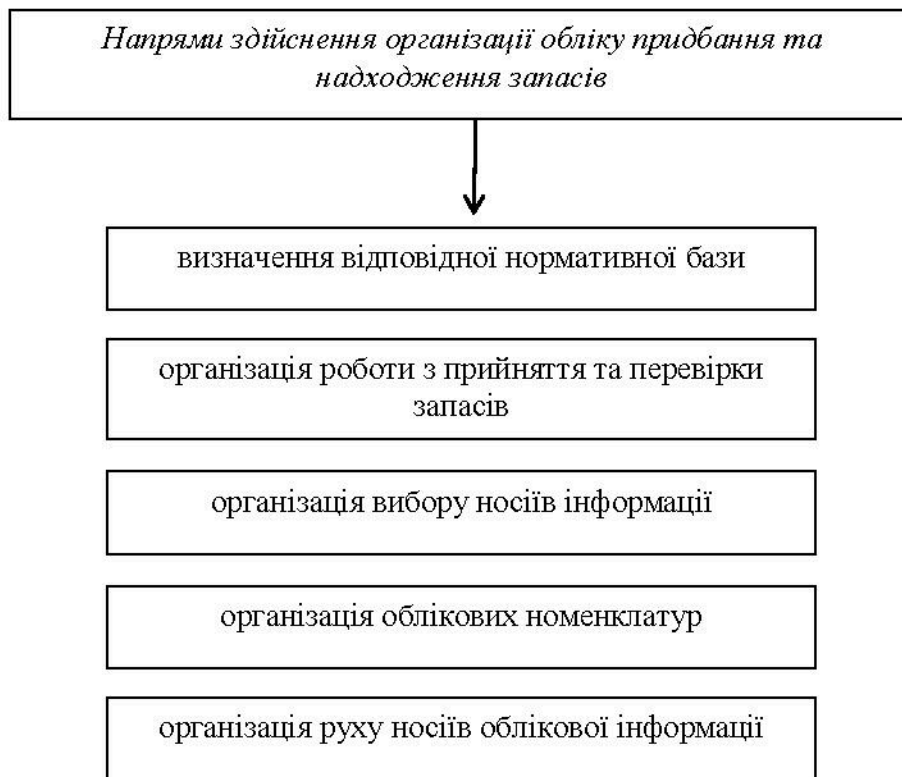 Напрями здійснення організації обліку придбання та
надходження запасів
визначення відповідної нормативної бази
організація роботи з прийняття та перевірки
запасів
організація вибору носіїв інформації
організація облікових номенклатур
організація руху носіїв облікової інформації